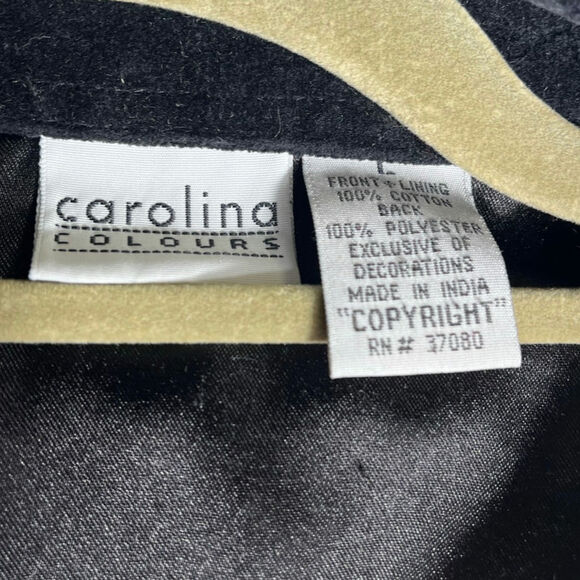 carolina
COLOURS
L
FRONT + LINING
100% COTTON
BACK
100% POLYESTER
EXCLUSIVE OF
DECORATIONS
MADE IN INDIA
"COPYRIGHT"
RN # 37080